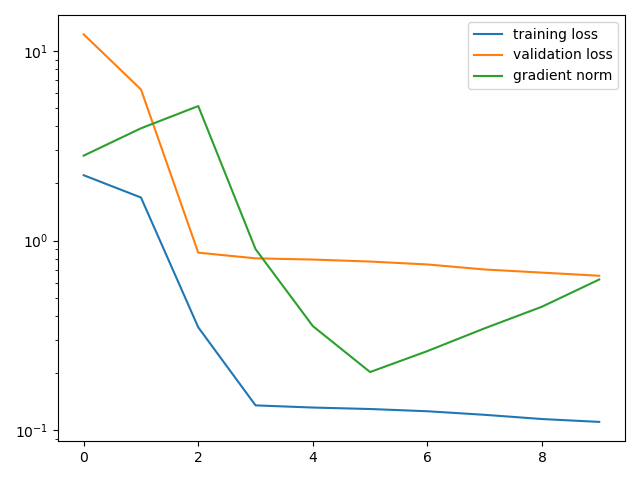 training loss
validation loss
gradient norm
10¹
10⁰
10⁻¹
0 2 4 6 8